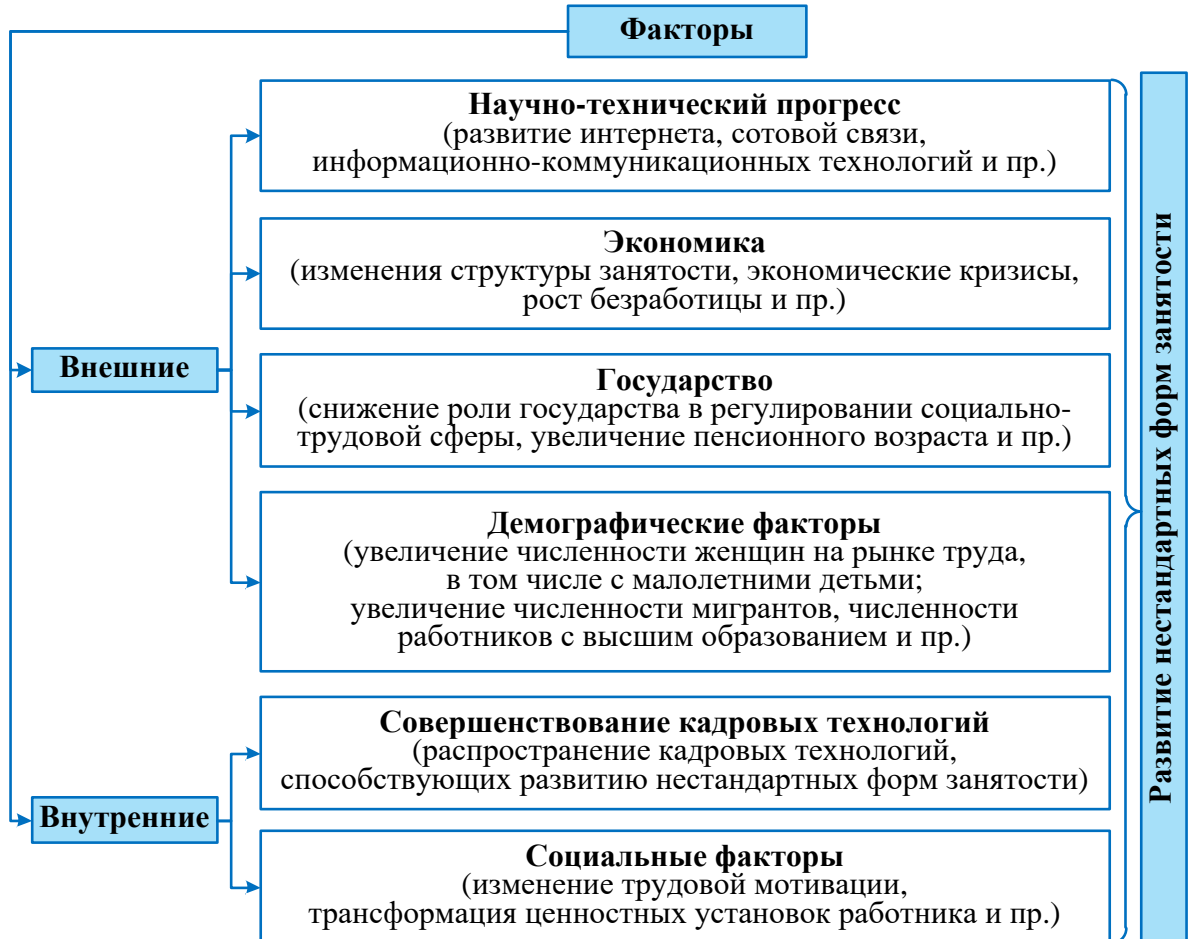 Факторы
Научно-технический прогресс
(развитие интернета, сотовой связи,
информационно-коммуникационных технологий и пр.)
Экономика
(изменения структуры занятости, экономические кризисы,
рост безработицы и пр.)
Внешние
Государство
(снижение роли государства в регулировании социально-
трудовой сферы, увеличение пенсионного возраста и пр.)
Демографические факторы
(увеличение численности женщин на рынке труда,
в том числе с малолетними детьми;
увеличение численности мигрантов, численности
работников с высшим образованием и пр.)
Совершенствование кадровых технологий
(распространение кадровых технологий,
способствующих развитию нестандартных форм занятости)
Внутренние
Социальные факторы
(изменение трудовой мотивации,
трансформация ценностных установок работника и пр.)
Развитие нестандартных форм занятости